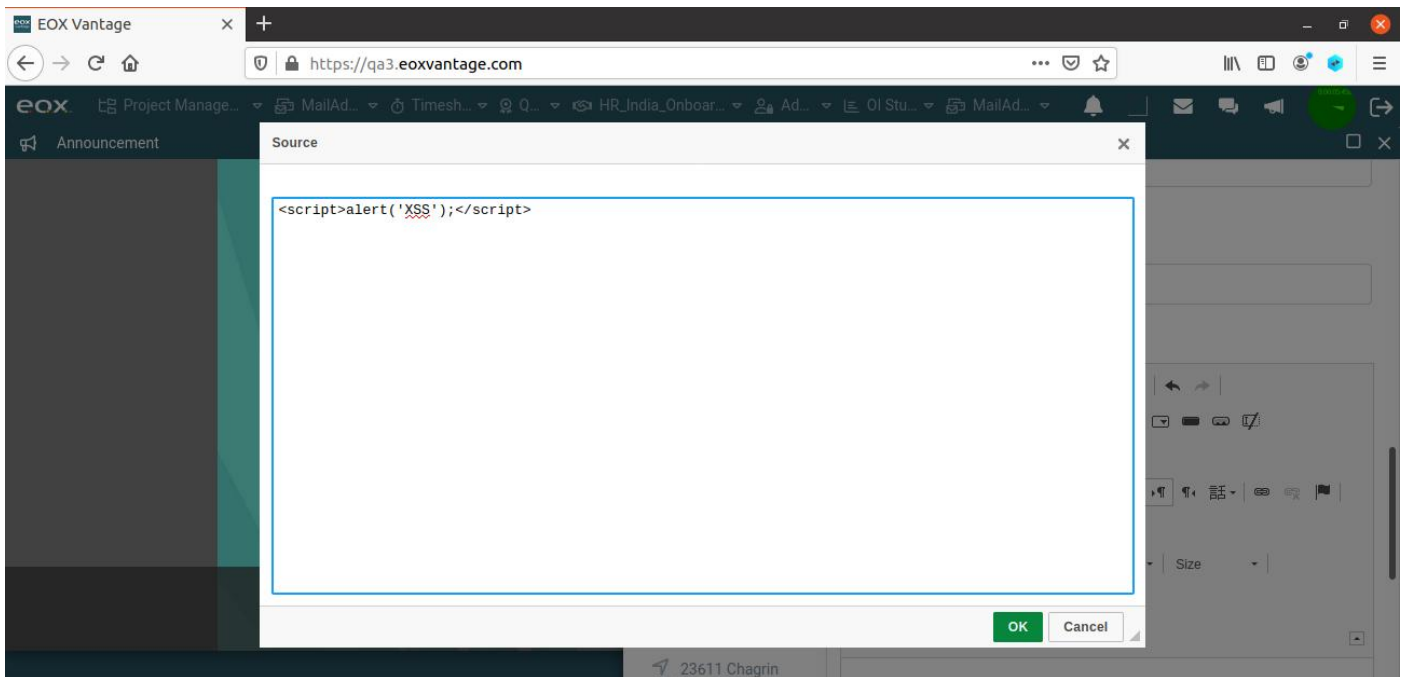 EOX Vantage
https://qa3.eoxvantage.com
eox Project Manage... MailAd... Timesh... Q... HR_India_Onboar... Ad... OI Stu... MailAd...
Announcement
Source
<script>alert('XSS');</script>
Size
OK Cancel
23611 Chagrin